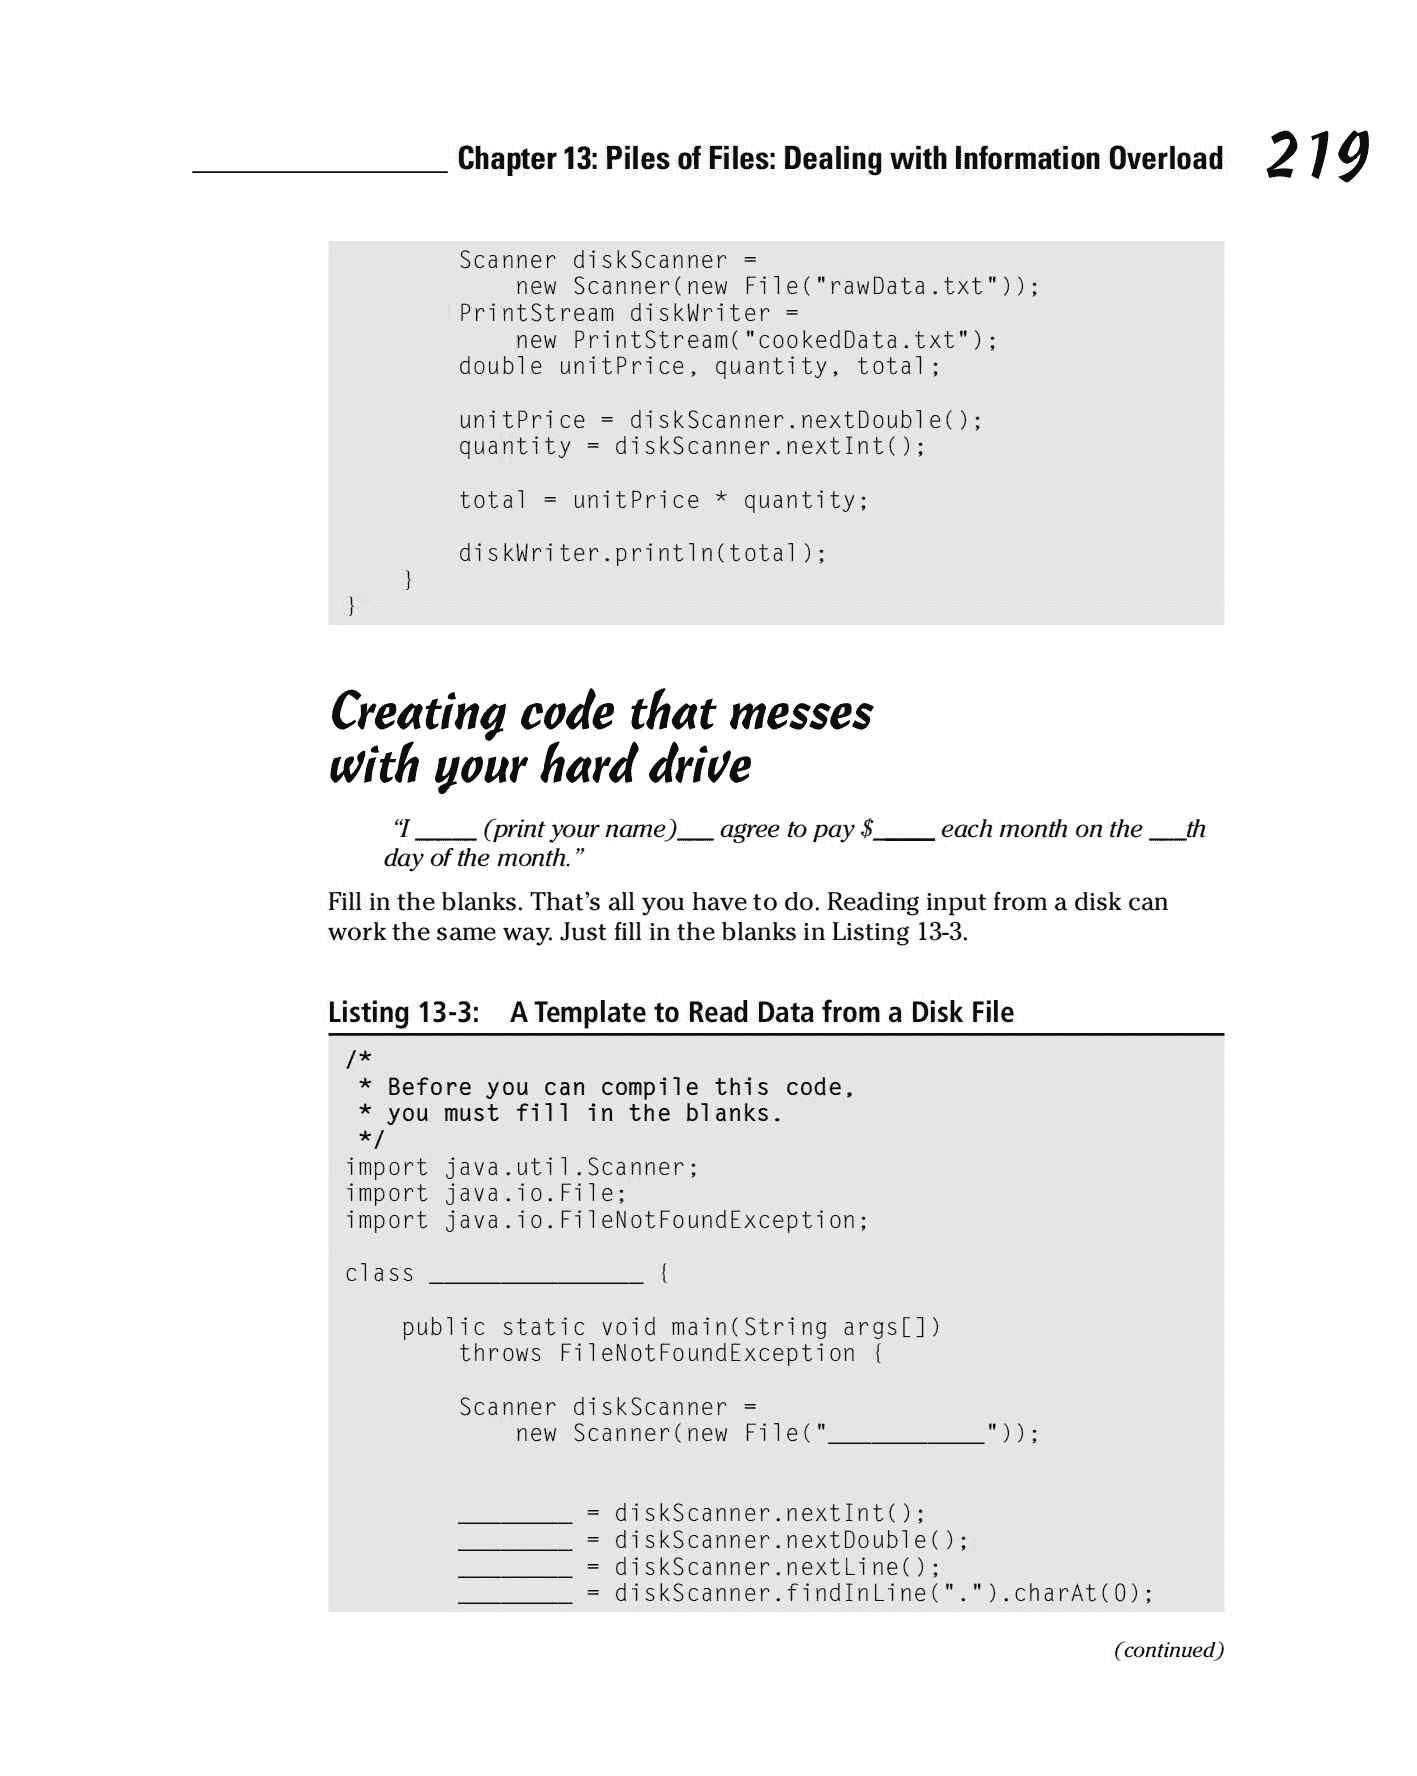 ________________ Chapter 13: Piles of Files: Dealing with Information Overload 219
        Scanner diskScanner =
            new Scanner(new File("rawData.txt"));
        PrintStream diskWriter =
            new PrintStream("cookedData.txt");
        double unitPrice, quantity, total;

        unitPrice = diskScanner.nextDouble();
        quantity = diskScanner.nextInt();

        total = unitPrice * quantity;

        diskWriter.println(total);
    }
}
Creating code that messes
with your hard drive
“I _____ (print your name)___ agree to pay $_____ each month on the ___th
day of the month.”
Fill in the blanks. That’s all you have to do. Reading input from a disk can
work the same way. Just fill in the blanks in Listing 13-3.
Listing 13-3: A Template to Read Data from a Disk File
/*
 * Before you can compile this code,
 * you must fill in the blanks.
 */
import java.util.Scanner;
import java.io.File;
import java.io.FileNotFoundException;

class _______________ {

    public static void main(String args[])
        throws FileNotFoundException {

        Scanner diskScanner =
            new Scanner(new File("___________"));

        ________ = diskScanner.nextInt();
        ________ = diskScanner.nextDouble();
        ________ = diskScanner.nextLine();
        ________ = diskScanner.findInLine(".").charAt(0);
(continued)